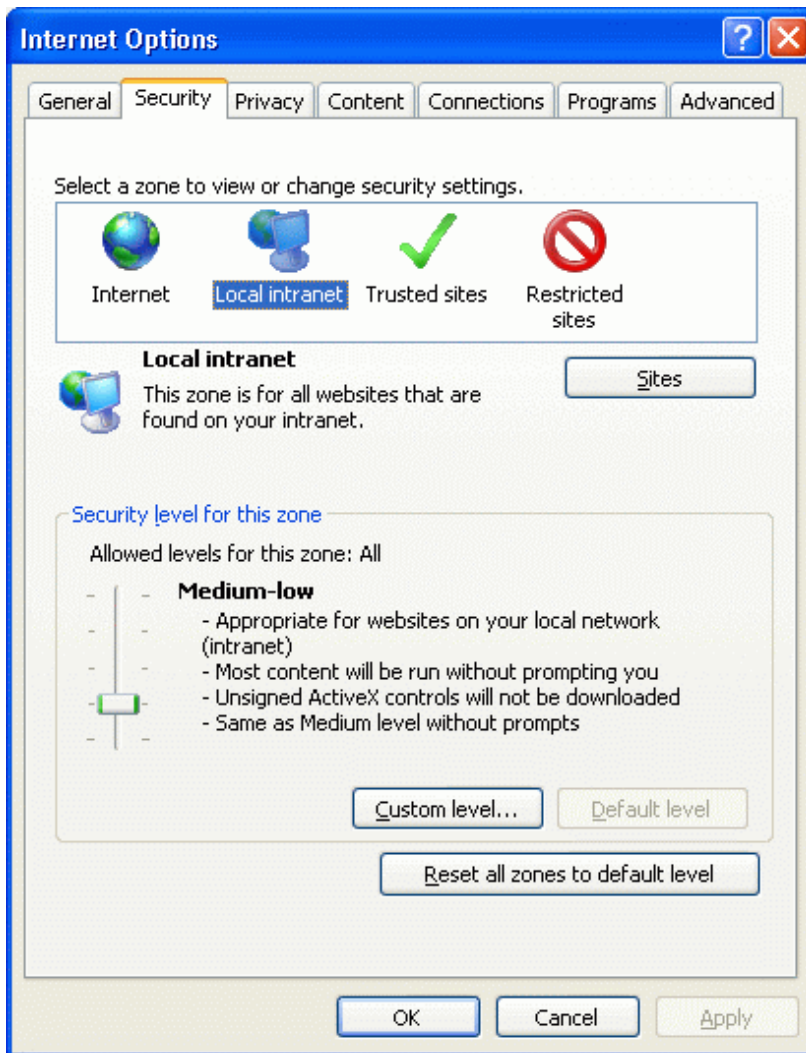 Internet Options
General Security Privacy Content Connections Programs Advanced
Select a zone to view or change security settings.
Internet Local intranet Trusted sites Restricted
sites
Local intranet
Sites
This zone is for all websites that are
found on your intranet.
Security level for this zone
Allowed levels for this zone: All
Medium-low
- Appropriate for websites on your local network
(intranet)
- Most content will be run without prompting you
- Unsigned ActiveX controls will not be downloaded
- Same as Medium level without prompts
Custom level... Default level
Reset all zones to default level
OK Cancel Apply